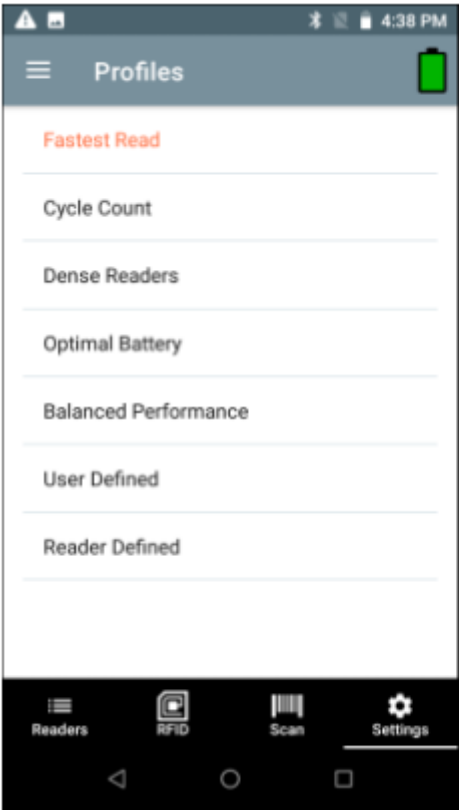 4:38 PM
Profiles
Fastest Read
Cycle Count
Dense Readers
Optimal Battery
Balanced Performance
User Defined
Reader Defined
Readers
RFID
Scan
Settings